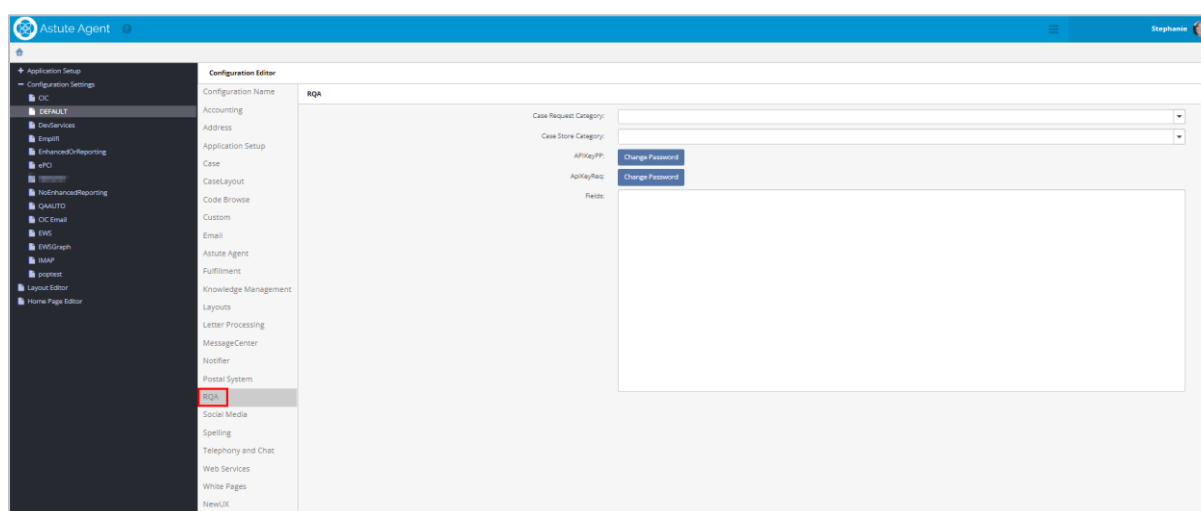 Astute Agent
Stephanie
Application Setup
Configuration Settings
CIC
DEFAULT
DevServices
Emplifi
EnhancedOrReporting
ePCI
NoEnhancedReporting
QAAUTO
CIC Email
EWS
EWSGraph
IMAP
poptest
Layout Editor
Home Page Editor
Configuration Editor
Configuration Name
Accounting
Address
Application Setup
Case
CaseLayout
Code Browse
Custom
Email
Astute Agent
Fulfillment
Knowledge Management
Layouts
Letter Processing
MessageCenter
Notifier
Postal System
RQA
Social Media
Spelling
Telephony and Chat
Web Services
White Pages
NewUX
RQA
Case Request Category:
Case Store Category:
APIKeyPP: Change Password
ApiKeyReq: Change Password
Fields: